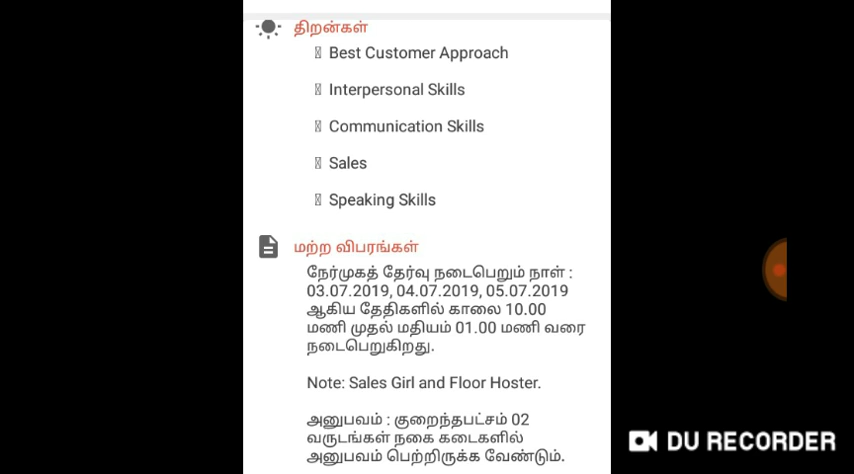 திறன்கள்
Best Customer Approach
Interpersonal Skills
Communication Skills
Sales
Speaking Skills
மற்ற விபரங்கள்
நேர்முகத் தேர்வு நடைபெறும் நாள் :
03.07.2019, 04.07.2019, 05.07.2019
ஆகிய தேதிகளில் காலை 10.00
மணி முதல் மதியம் 01.00 மணி வரை
நடைபெறுகிறது.
Note: Sales Girl and Floor Hoster.
அனுபவம் : குறைந்தபட்சம் 02
வருடங்கள் நகை கடைகளில்
அனுபவம் பெற்றிருக்க வேண்டும்.
DU RECORDER